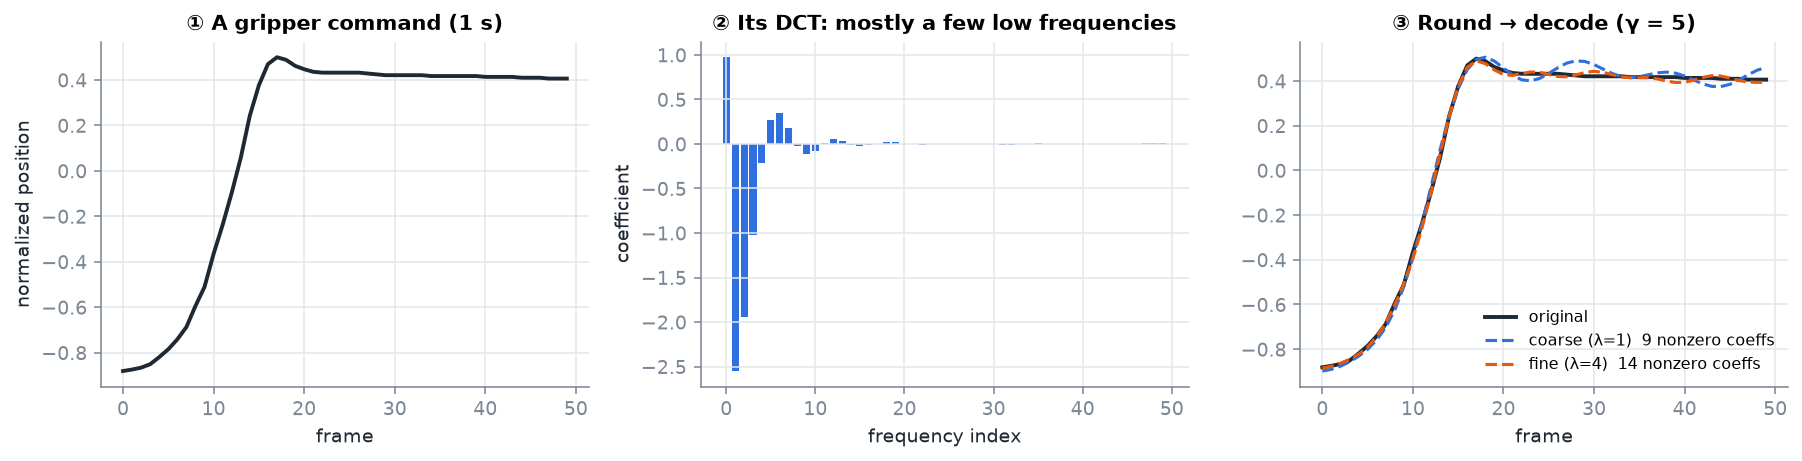 ① A gripper command (1 s)
normalized position
0.4
0.2
0.0
−0.2
−0.4
−0.6
−0.8
0 10 20 30 40 50
frame
② Its DCT: mostly a few low frequencies
coefficient
1.0
0.5
0.0
−0.5
−1.0
−1.5
−2.0
−2.5
0 10 20 30 40 50
frequency index
③ Round → decode (γ = 5)
0.4
0.2
0.0
−0.2
−0.4
−0.6
−0.8
original
coarse (λ=1) 9 nonzero coeffs
fine (λ=4) 14 nonzero coeffs
0 10 20 30 40 50
frame